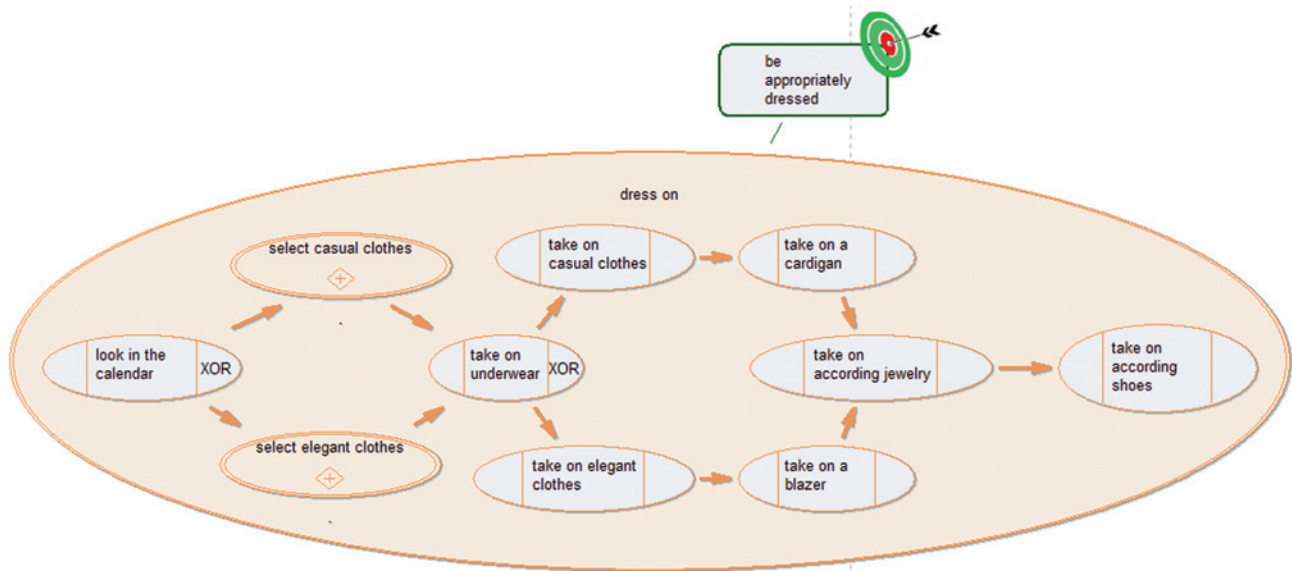 be
appropriately
dressed
dress on
select casual clothes
take on
casual clothes
take on a
cardigan
look in the
calendar
XOR
take on
underwear
XOR
take on
according jewelry
take on
according
shoes
select elegant clothes
take on elegant
clothes
take on a
blazer